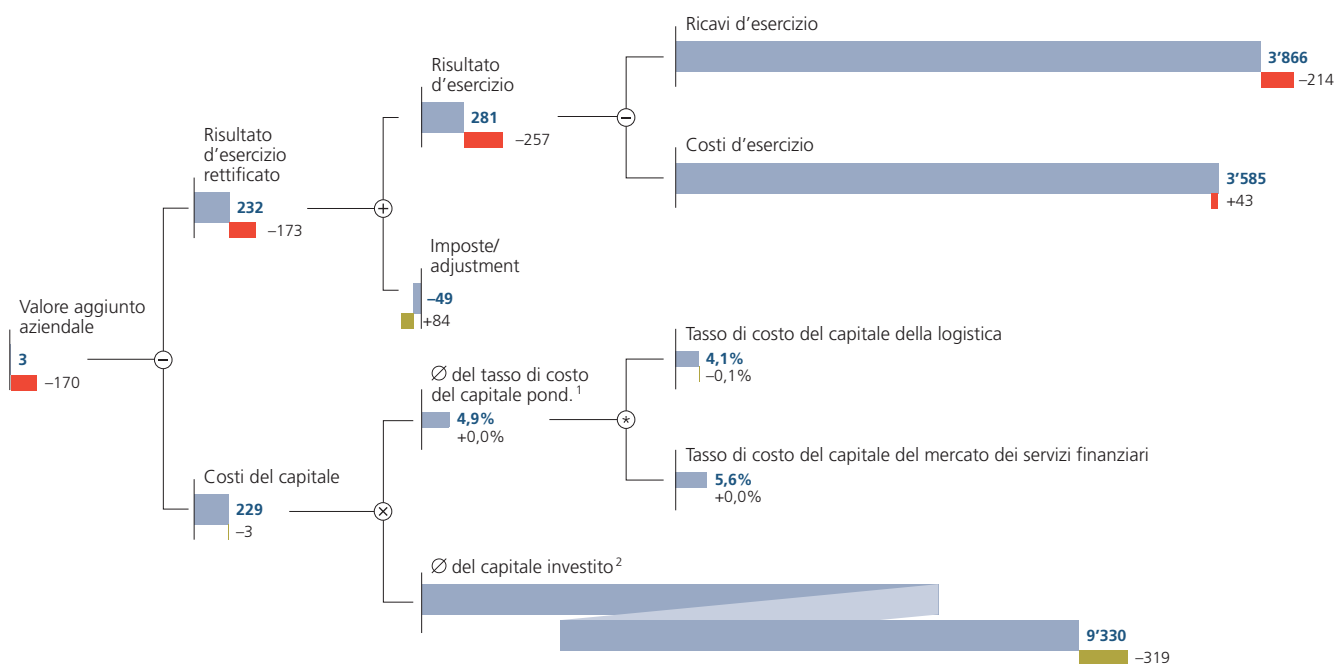 Ricavi d'esercizio
3'866
–214
Risultato
d'esercizio
281
–257
–
Costi d'esercizio
3'585
+43
Risultato
d'esercizio
rettificato
232
–173
+
Imposte/
adjustment
–49
+84
Valore aggiunto
aziendale
3
–170
–
Tasso di costo del capitale della logistica
4,1%
–0,1%
Ø del tasso di costo
del capitale pond.¹
4,9%
+0,0%
*
Tasso di costo del capitale del mercato dei servizi finanziari
5,6%
+0,0%
Costi del capitale
229
–3
×
Ø del capitale investito²
9'330
–319